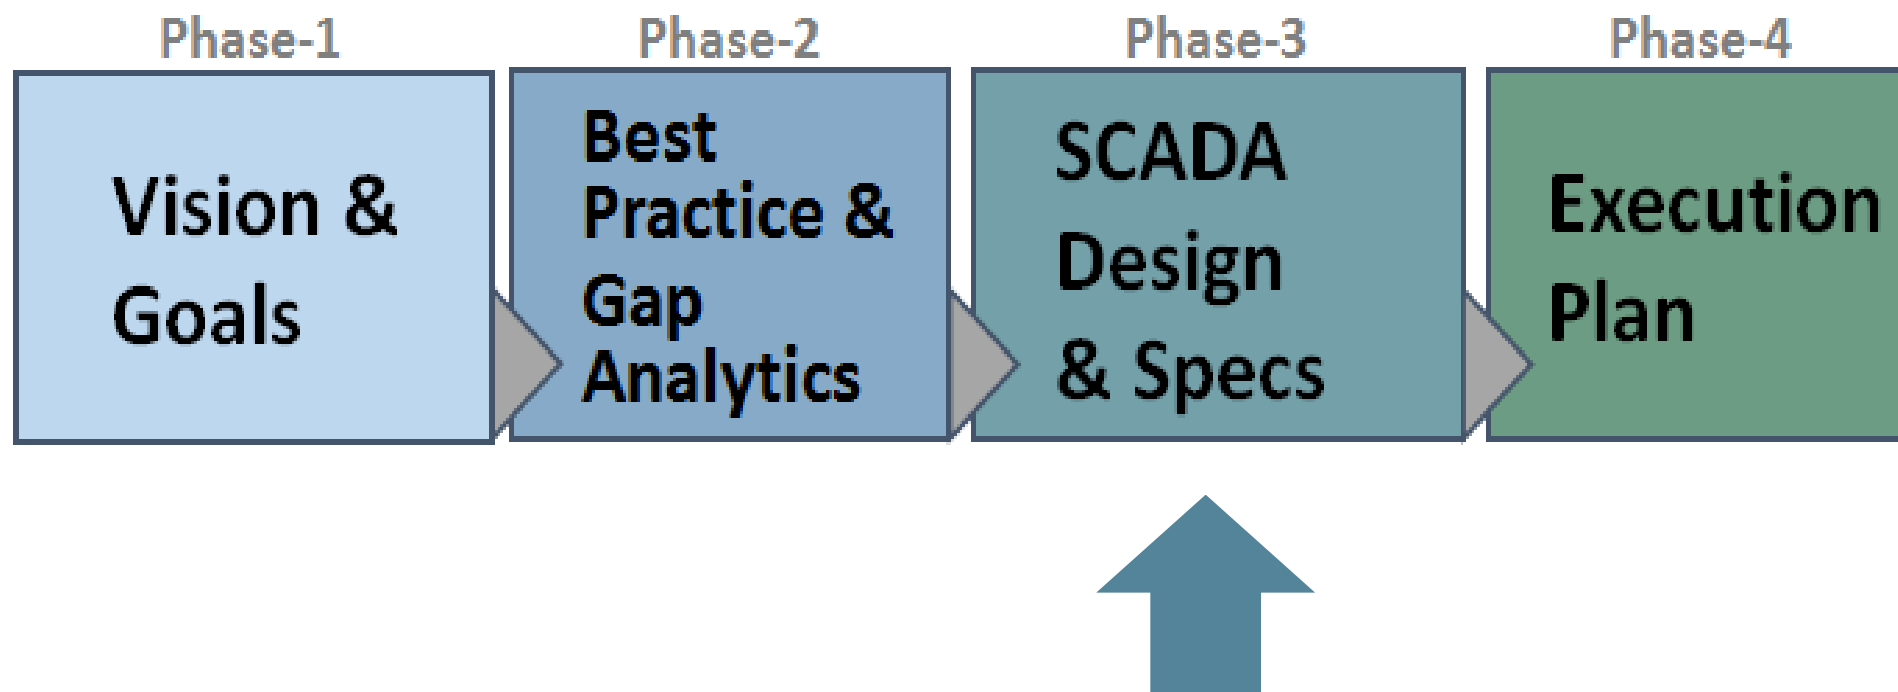 Phase-1
Phase-2
Phase-3
Phase-4
Vision &
Goals
Best
Practice &
Gap
Analytics
SCADA
Design
& Specs
Execution
Plan